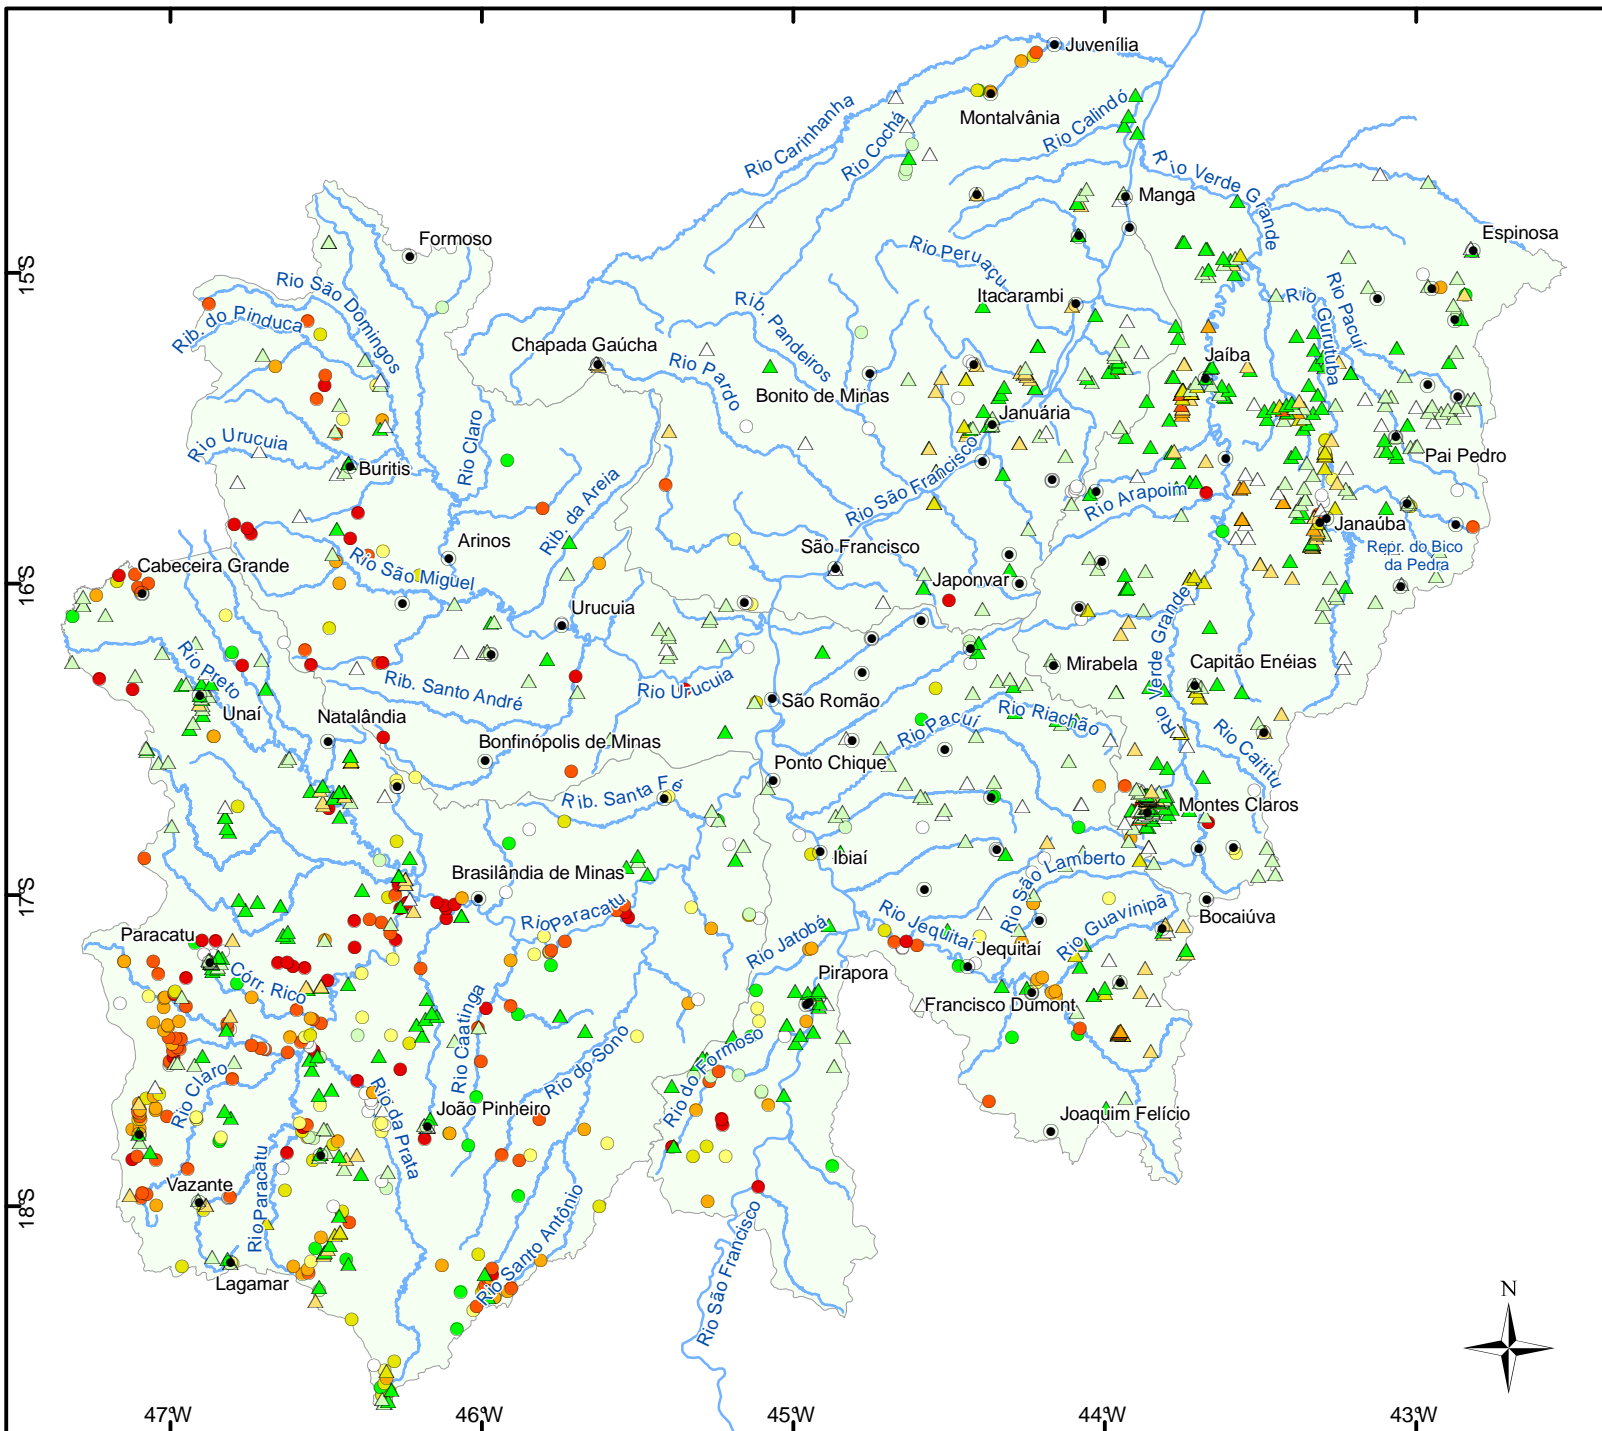 Juvenília
Montalvânia
Rio Calindó
Rio Carinhanha
Rio Cochá
Rio Verde Grande
Manga
Formoso
Espinosa
15°S
Rio São Domingos
Rio Peruaçu
Itacarambi
Rio Pacuí
Rio Gurutuba
Rib. do Pinduca
Rib. Pandeiros
Chapada Gaúcha
Rio Pardo
Jaíba
Bonito de Minas
Januária
Rio Claro
Rio Urucuia
Buritis
Pai Pedro
Rib. da Areia
Rio São Francisco
Rio Arapoim
Janaúba
Arinos
São Francisco
Repr. do Bico
da Pedra
Cabeceira Grande
16°S
Rio São Miguel
Japonvar
Urucuia
Rio Preto
Verde Grande
Rio
Mirabela
Capitão Enéias
Rib. Santo André
Rio Urucuia
São Romão
Unaí
Natalândia
Rio Pacuí
Rio Riachão
Bonfinópolis de Minas
Rio Caititu
Ponto Chique
Rib. Santa Fé
Montes Claros
Ibiaí
Rio São Lamberto
Brasilândia de Minas
17°S
Rio Paracatu
Rio Guavinipã
Bocaiúva
Paracatu
Rio Jequitaí
Rio Jatobá
Jequitaí
Córr. Rico
Pirapora
Francisco Dumont
Rio Caatinga
Rio do Sono
Rio do Formoso
Rio Claro
Rio da Prata
João Pinheiro
Joaquim Felício
Rio Paracatu
Vazante
18°S
Rio Santo Antônio
Rio São Francisco
Lagamar
N
47°W
46°W
45°W
44°W
43°W